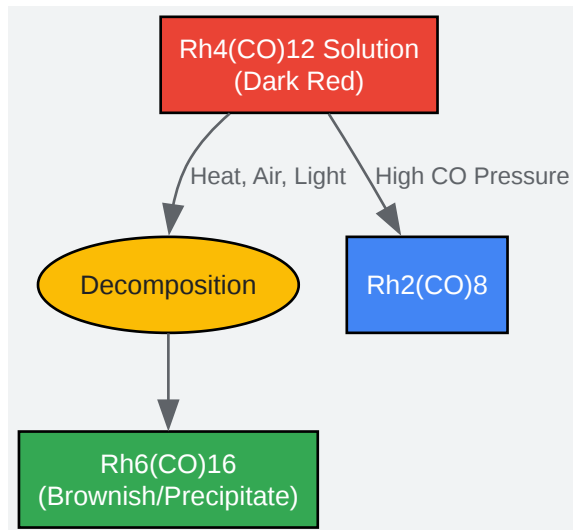 Rh4(CO)12 Solution
(Dark Red)
Heat, Air, Light
High CO Pressure
Decomposition
Rh2(CO)8
Rh6(CO)16
(Brownish/Precipitate)